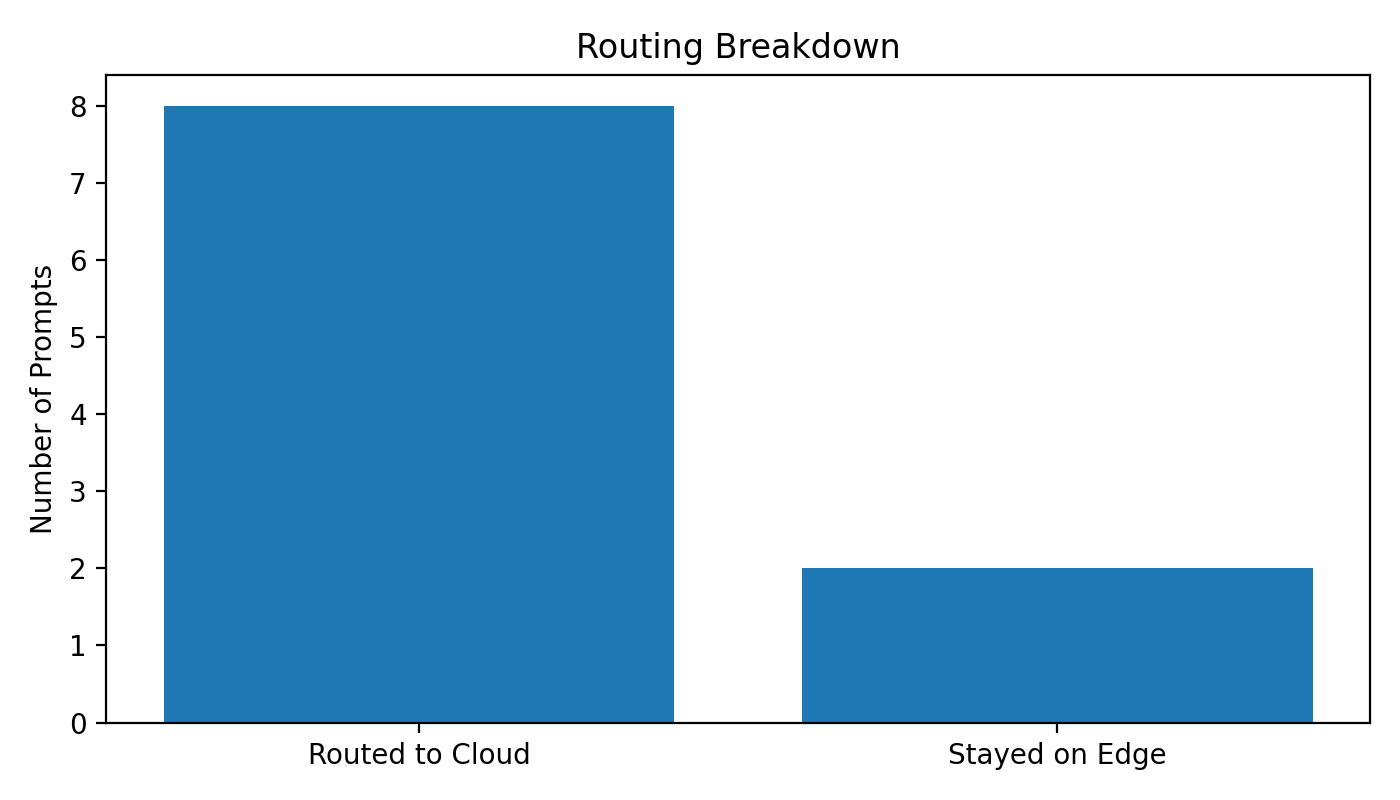 Routing Breakdown
Number of Prompts
8
7
6
5
4
3
2
1
0
Routed to Cloud
Stayed on Edge